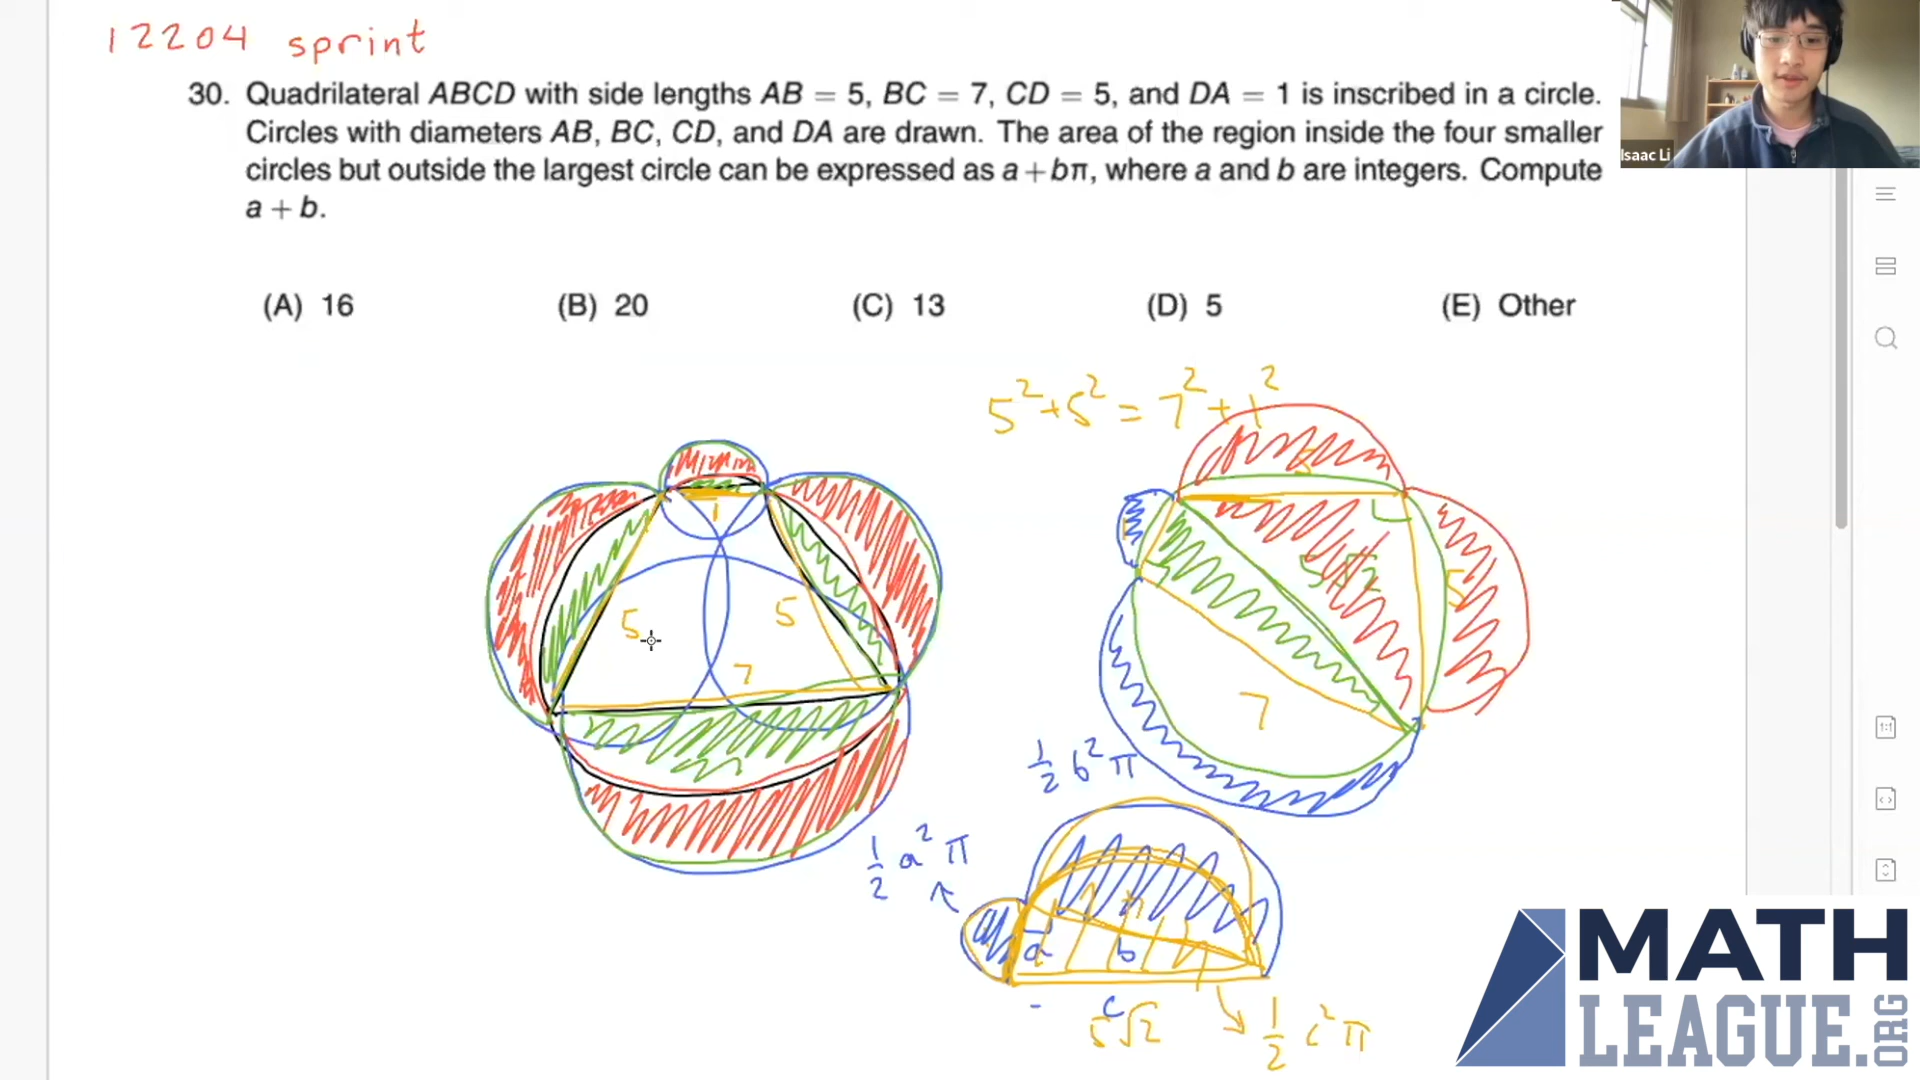 12204 sprint
30. Quadrilateral ABCD with side lengths AB = 5, BC = 7, CD = 5, and DA = 1 is inscribed in a circle.
Circles with diameters AB, BC, CD, and DA are drawn. The area of the region inside the four smaller
circles but outside the largest circle can be expressed as a + bπ, where a and b are integers. Compute
a + b.
(A) 16 (B) 20 (C) 13 (D) 5 (E) Other
Isaac Li
5² + 5² = 7² + 1²
1
5
5
7
5
5
5√2
7
½ b² π
½ a² π
a
b
c
5√2
½ c² π
MATH
LEAGUE.ORG
1:1